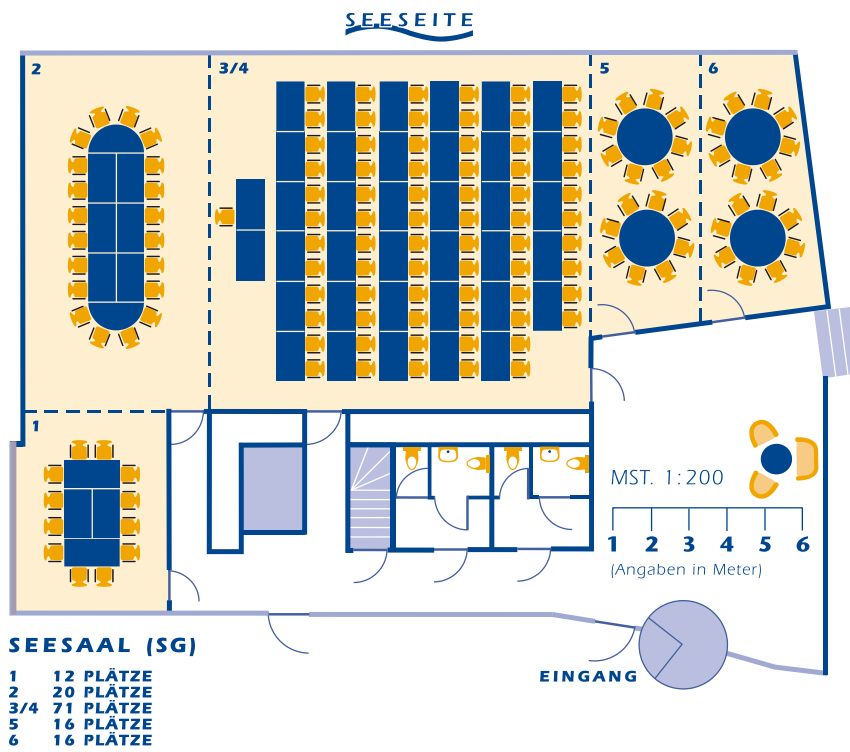 SEESEITE
2
3/4
5
6
1
MST. 1:200
1 2 3 4 5 6
(Angaben in Meter)
SEESAAL (SG)
EINGANG
1 12 PLÄTZE
2 20 PLÄTZE
3/4 71 PLÄTZE
5 16 PLÄTZE
6 16 PLÄTZE